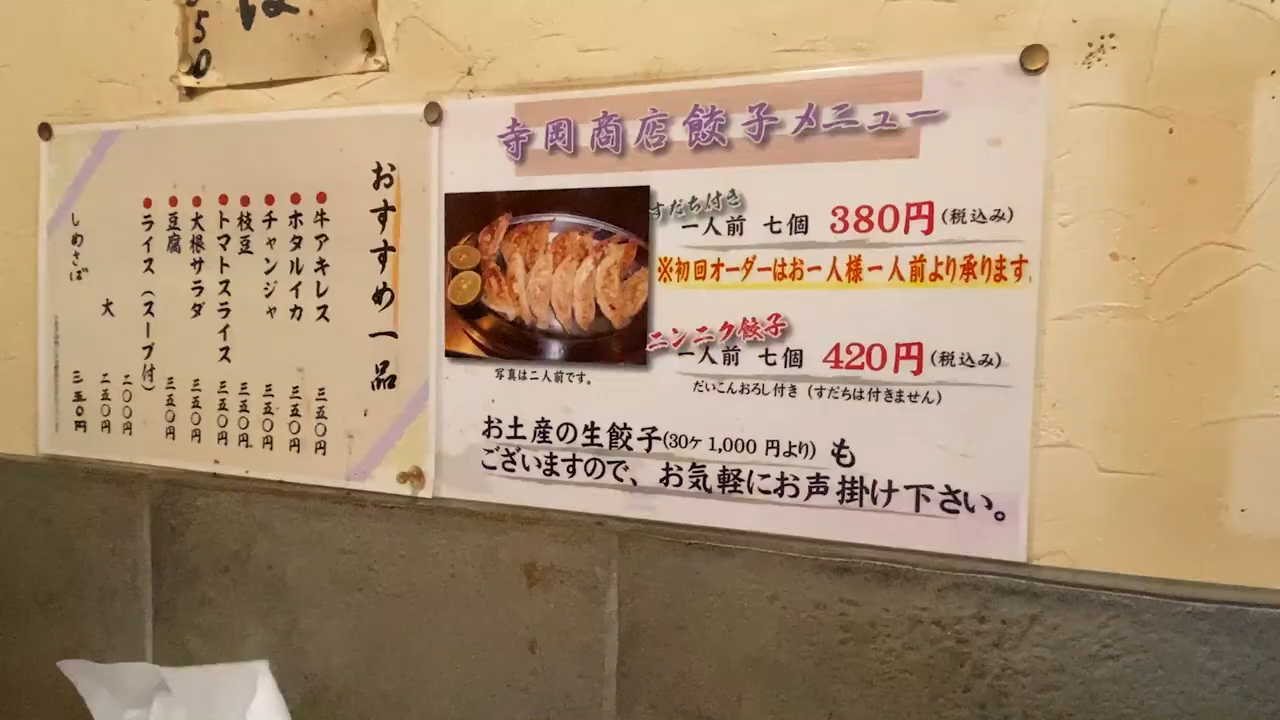 50
ば
寺岡商店餃子メニュー
すだち付き
一人前 七個 380円(税込み)
※初回オーダーはお一人様一人前より承ります
ニンニク餃子
一人前 七個 420円(税込み)
だいこんおろし付き (すだちは付きません)
写真は二人前です。
お土産の生餃子(30ケ 1,000 円より) も
ございますので、お気軽にお声掛け下さい。
おすすめ一品
●牛アキレス 三五〇円
●ホタルイカ 三五〇円
●チャンジャ 三五〇円
●枝豆 三五〇円
●トマトスライス 三五〇円
●大根サラダ 三五〇円
●豆腐 三五〇円
●ライス(スープ付) 二〇〇円
大 二五〇円
しめさば 三五〇円